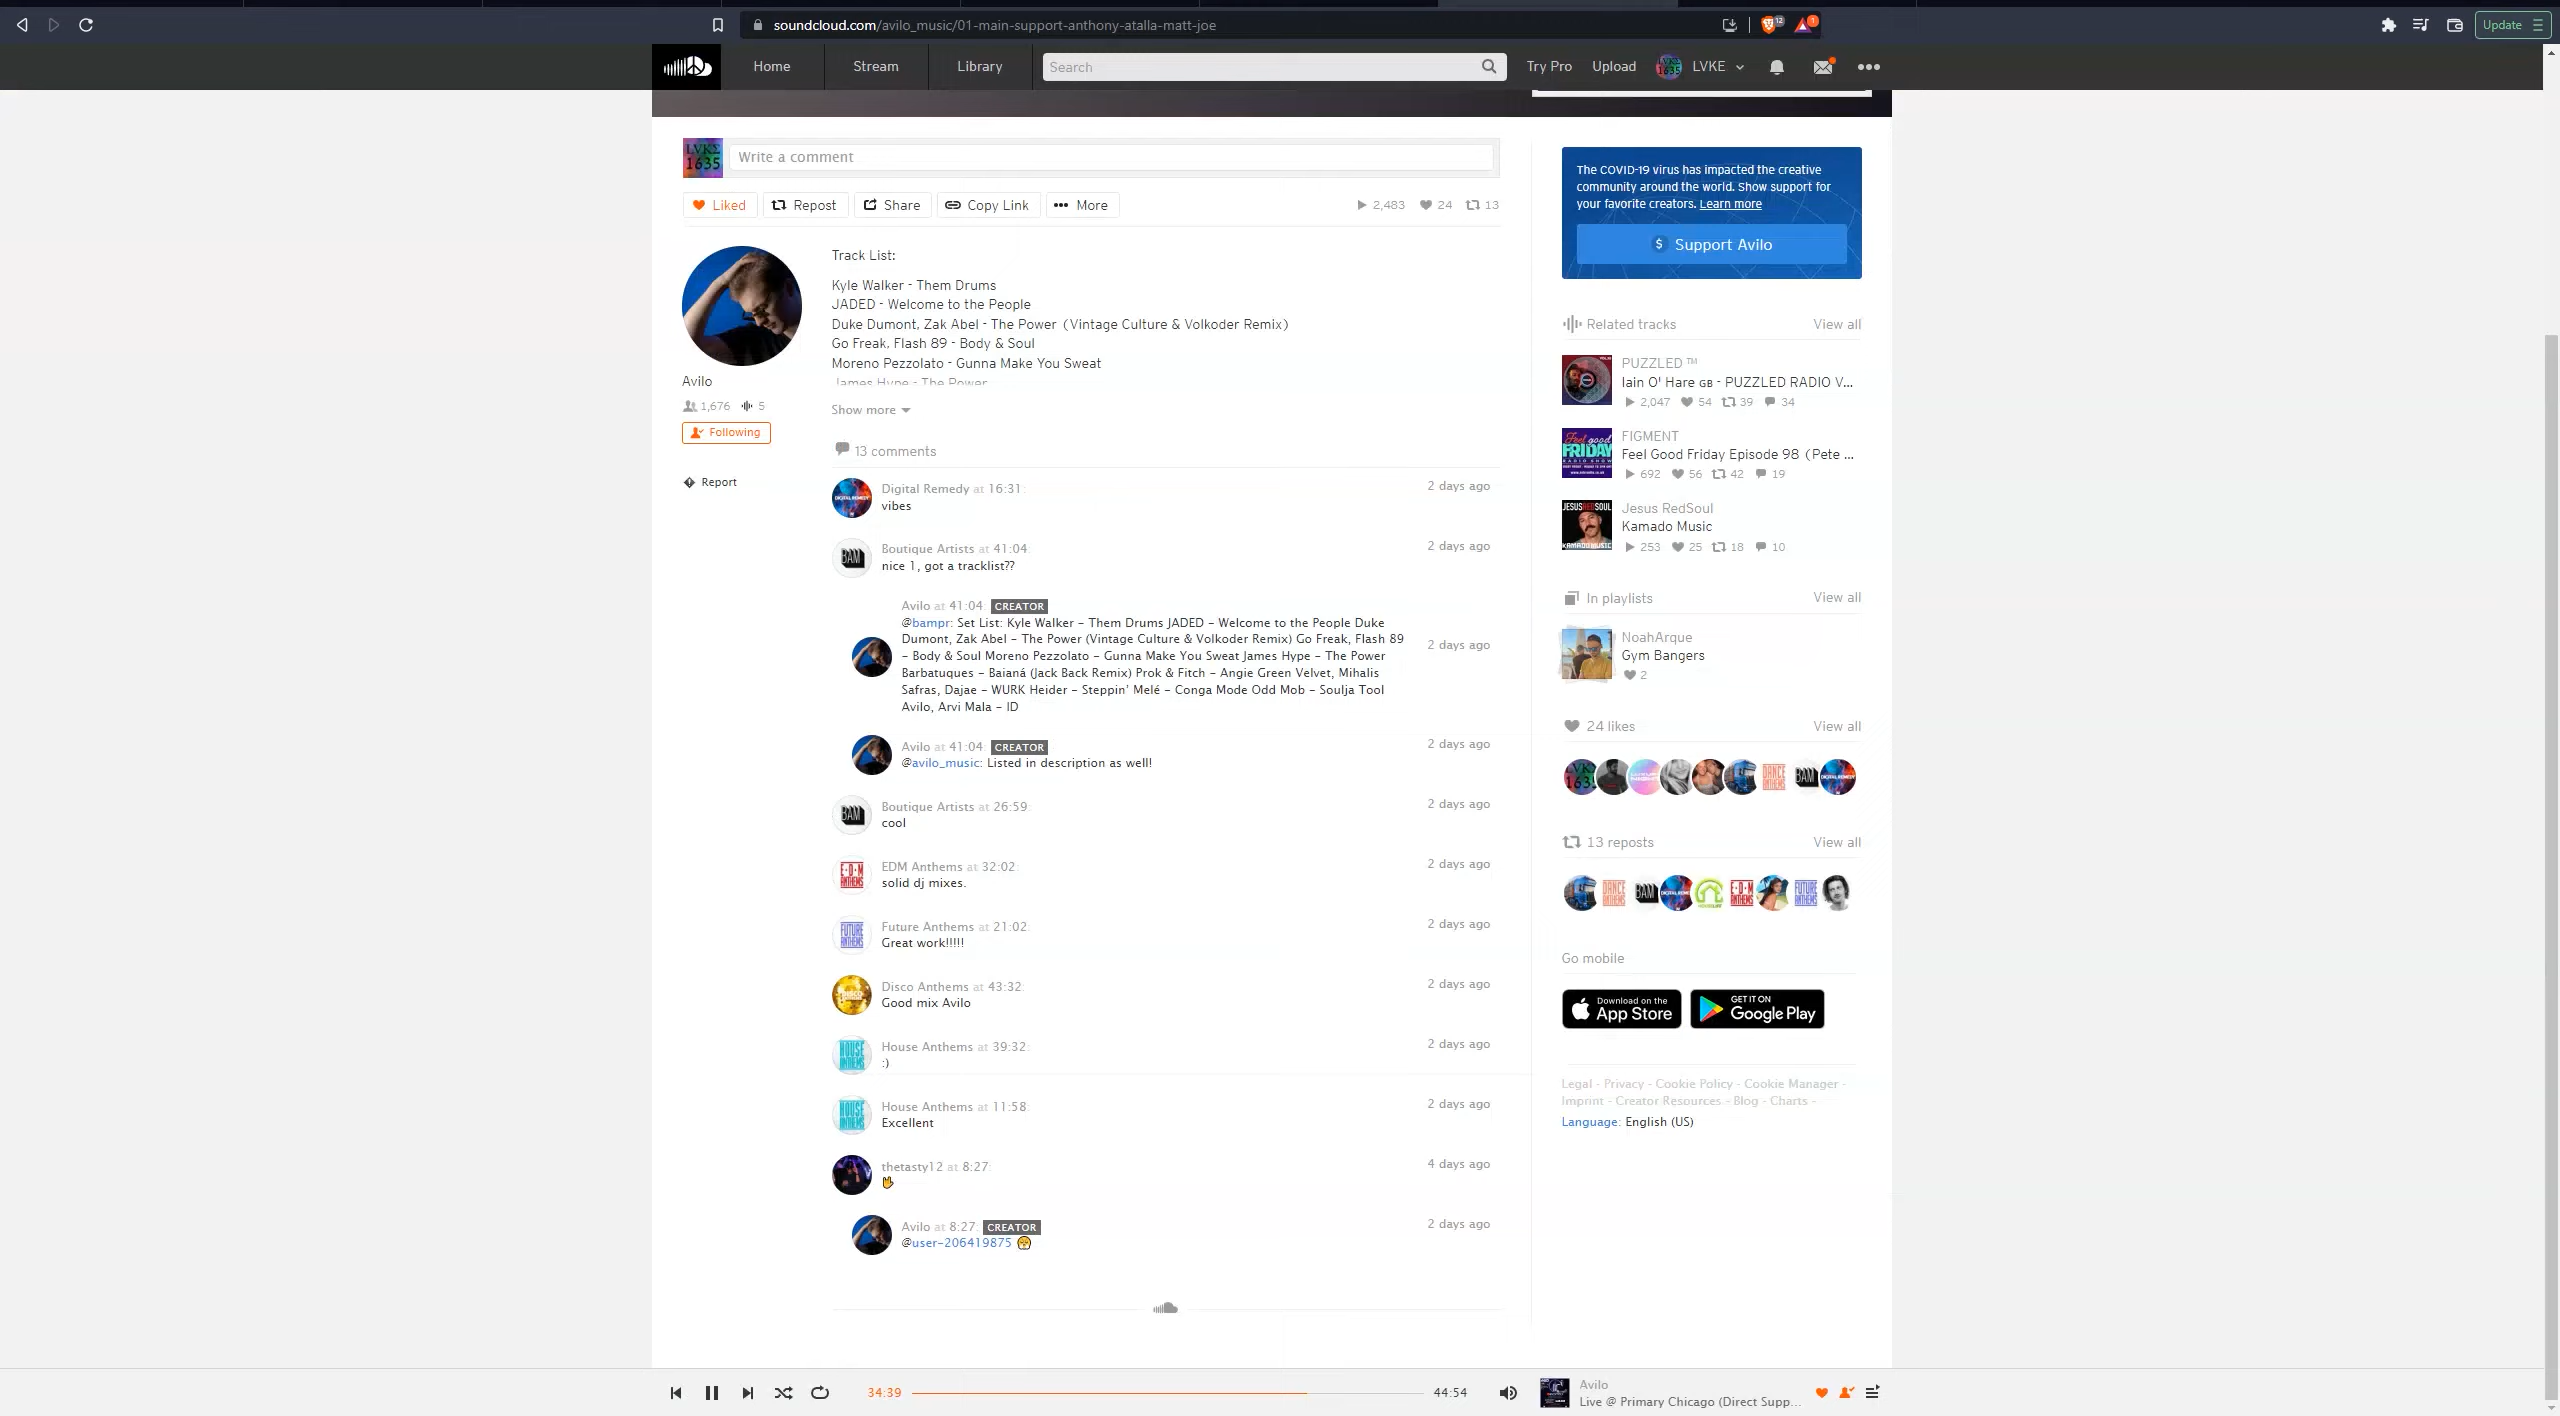 soundcloud.com/avilo_music/01-main-support-anthony-atalla-matt-joe
12
1
Update
Home
Stream
Library
Search
Try Pro
Upload
LVKE
LVKΣ
1635
Write a comment
Liked
Repost
Share
Copy Link
More
2,483
24
13
Track List:
Kyle Walker - Them Drums
JADED - Welcome to the People
Duke Dumont, Zak Abel - The Power (Vintage Culture & Volkoder Remix)
Go Freak, Flash 89 - Body & Soul
Moreno Pezzolato - Gunna Make You Sweat
James Hype - The Power
Show more
Avilo
1,676
5
Following
Report
13 comments
Digital Remedy at 16:31:
2 days ago
vibes
Boutique Artists at 41:04:
2 days ago
nice 1, got a tracklist??
Avilo at 41:04: CREATOR
@bampr: Set List: Kyle Walker – Them Drums JADED – Welcome to the People Duke
Dumont, Zak Abel – The Power (Vintage Culture & Volkoder Remix) Go Freak, Flash 89
– Body & Soul Moreno Pezzolato – Gunna Make You Sweat James Hype – The Power
Barbatuques – Baianá (Jack Back Remix) Prok & Fitch – Angie Green Velvet, Mihalis
Safras, Dajae – WURK Heider – Steppin’ Melé – Conga Mode Odd Mob – Soulja Tool
Avilo, Arvi Mala – ID
2 days ago
Avilo at 41:04: CREATOR
2 days ago
@avilo_music: Listed in description as well!
BAM
Boutique Artists at 26:59:
2 days ago
cool
EDM Anthems at 32:02:
2 days ago
solid dj mixes.
Future Anthems at 21:02:
2 days ago
Great work!!!!!
Disco Anthems at 43:32:
2 days ago
Good mix Avilo
House Anthems at 39:32:
2 days ago
:)
House Anthems at 11:58:
2 days ago
Excellent
thetasty12 at 8:27:
4 days ago
Avilo at 8:27: CREATOR
2 days ago
@user-206419875
The COVID-19 virus has impacted the creative
community around the world. Show support for
your favorite creators. Learn more
Support Avilo
Related tracks
View all
PUZZLED ™
Iain O' Hare GB - PUZZLED RADIO V...
2,047
54
39
34
FIGMENT
Feel Good Friday Episode 98 (Pete ...
692
56
42
19
Jesus RedSoul
Kamado Music
253
25
18
10
In playlists
View all
NoahArque
Gym Bangers
2
24 likes
View all
13 reposts
View all
Go mobile
Download on the
App Store
GET IT ON
Google Play
Legal - Privacy - Cookie Policy - Cookie Manager -
Imprint - Creator Resources - Blog - Charts -
Language: English (US)
34:39
44:54
Avilo
Live @ Primary Chicago (Direct Supp...